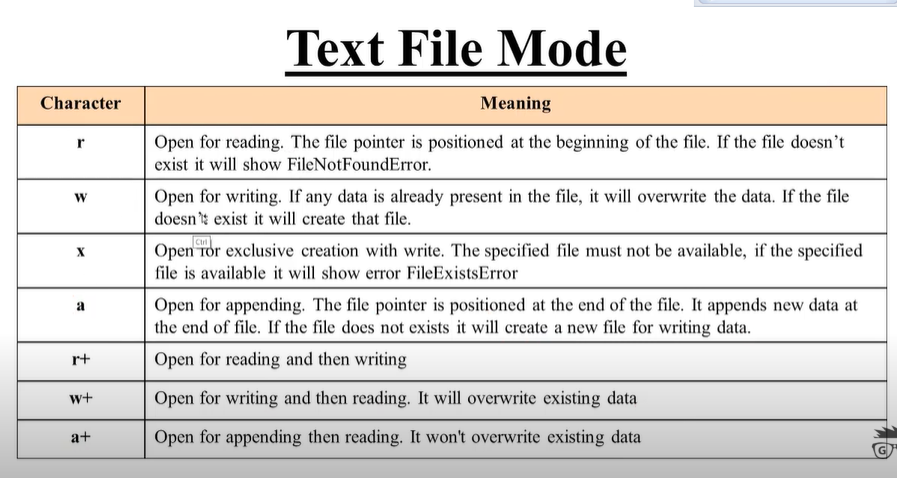 Text File Mode
Character
Meaning
r
Open for reading. The file pointer is positioned at the beginning of the file. If the file doesn’t
exist it will show FileNotFoundError.
w
Open for writing. If any data is already present in the file, it will overwrite the data. If the file
doesn't exist it will create that file.
x
Open for exclusive creation with write. The specified file must not be available, if the specified
file is available it will show error FileExistsError
a
Open for appending. The file pointer is positioned at the end of the file. It appends new data at
the end of file. If the file does not exists it will create a new file for writing data.
r+
Open for reading and then writing
w+
Open for writing and then reading. It will overwrite existing data
a+
Open for appending then reading. It won't overwrite existing data
Ctrl
G